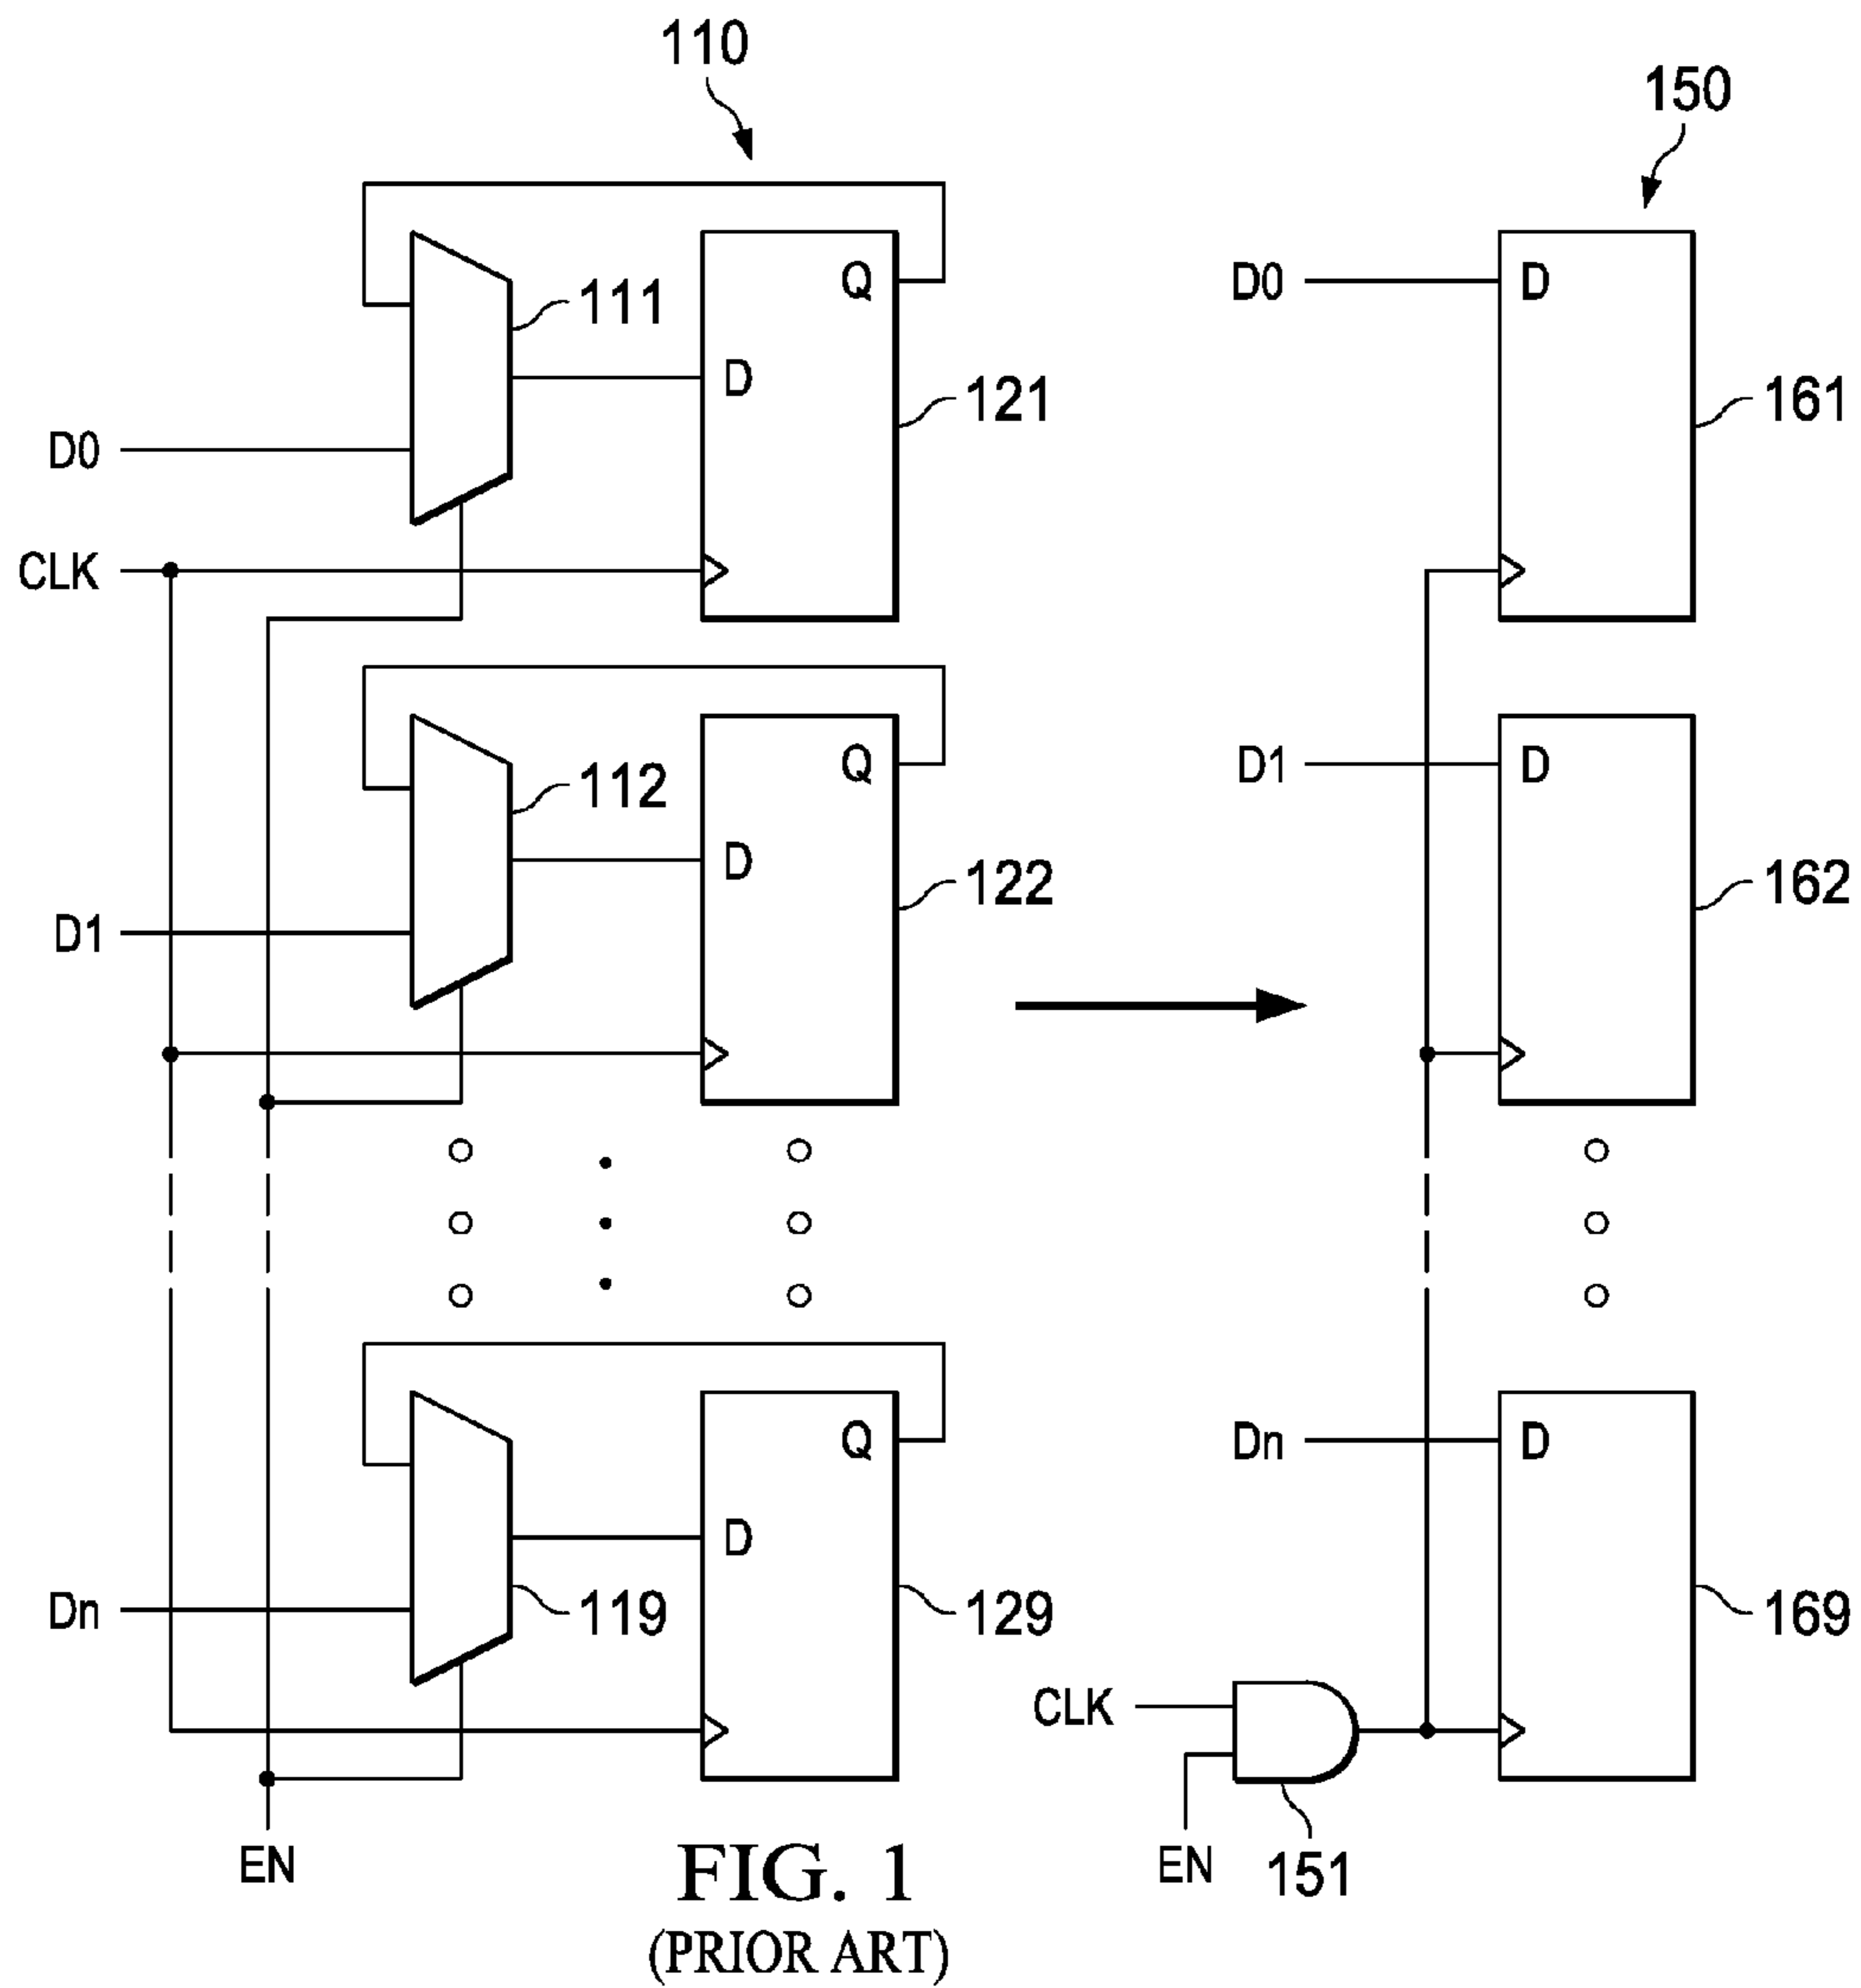 110
150
Q
D0
D
111
D
121
161
D0
CLK
Q
D1
D
112
D
122
162
D1
Q
Dn
D
D
Dn
119
129
169
CLK
EN
EN
151
FIG. 1
(PRIOR ART)